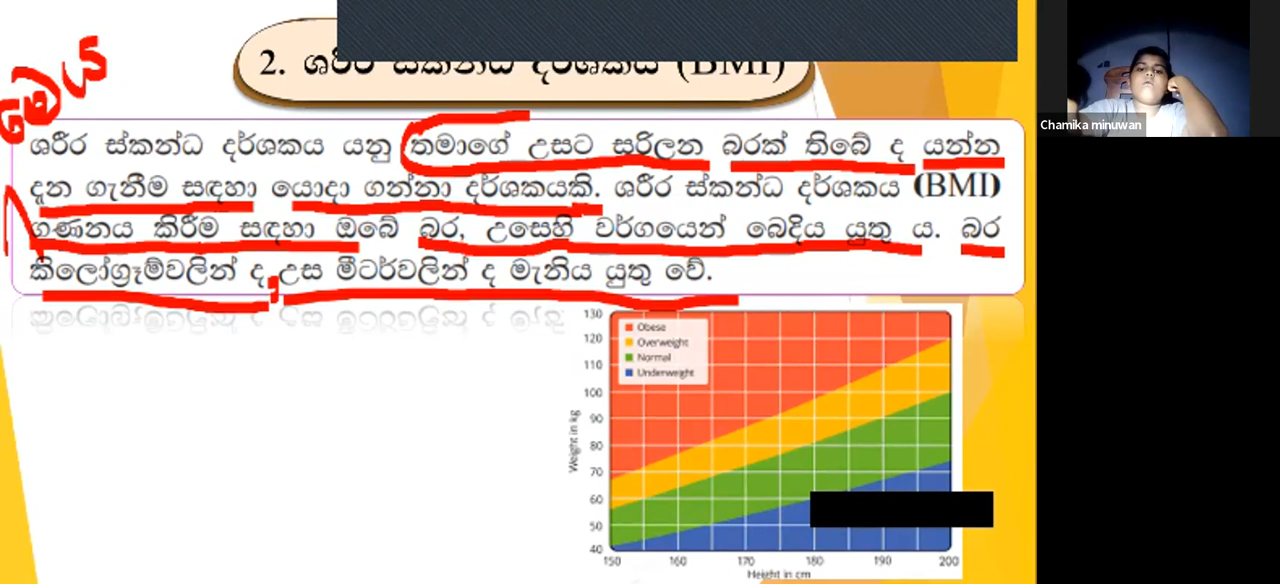 මෙය
2. ශරීර ස්කන්ධ දර්ශකය (BMI)
Chamika minuwan
ශරීර ස්කන්ධ දර්ශකය යනු තමාගේ උසට සරිලන බරක් තිබේ ද යන්න
දැන ගැනීම සඳහා යොදා ගන්නා දර්ශකයකි. ශරීර ස්කන්ධ දර්ශකය (BMI)
ගණනය කිරීම සඳහා ඔබේ බර, උසෙහි වර්ගයෙන් බෙදිය යුතු ය. බර
කිලෝග්‍රෑම්වලින් ද, උස මීටර්වලින් ද මැනිය යුතු වේ.
Obese
Overweight
Normal
Underweight
Weight in kg
130
120
110
100
90
80
70
60
50
40
150 160 170 180 190 200
Height in cm